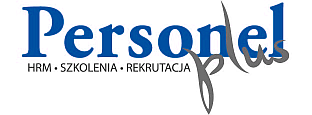 Personel
plus
HRM • SZKOLENIA • REKRUTACJA